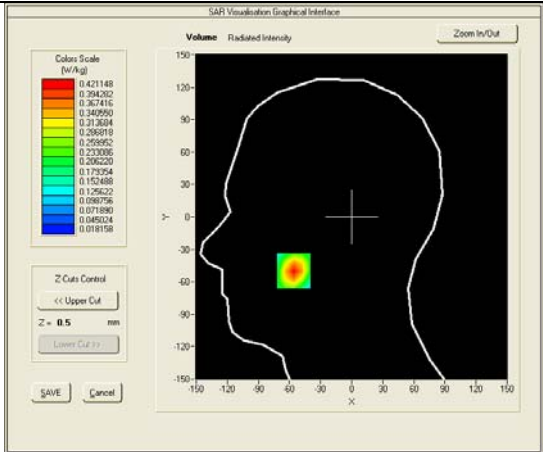 SAR Visualisation Graphical Interface
Volume Radiated Intensity
Zoom In/Out
Colors Scale
(W/kg)
0.421148
0.394282
0.367416
0.340550
0.313684
0.286818
0.259952
0.233086
0.206220
0.179354
0.152488
0.125622
0.098756
0.071890
0.045024
0.018158
Z Cuts Control
<< Upper Cut
Z = 0.5 mm
Lower Cut >>
SAVE Cancel
150-
120-
90-
60-
30-
0-
-30-
-60-
-90-
-120-
-150-
Y
-150 -120 -90 -60 -30 0 30 60 90 120 150
X